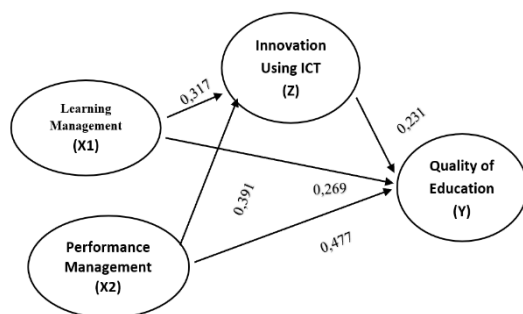 Innovation
Using ICT
(Z)
0,317
Learning
Management
(X1)
0,231
Quality of
Education
(Y)
0,391
0,269
Performance
Management
(X2)
0,477